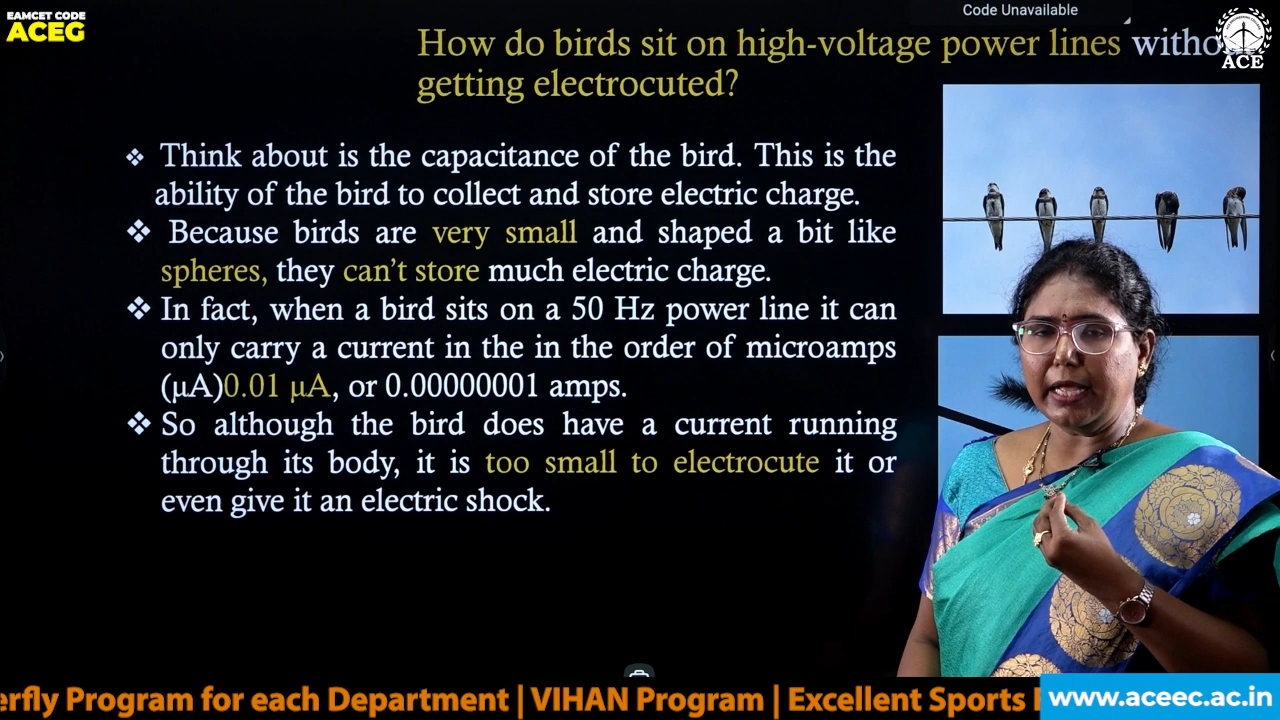 EAMCET CODE
ACEG
Code Unavailable
How do birds sit on high-voltage power lines
getting electrocuted?
ACE
❖ Think about is the capacitance of the bird. This is the
ability of the bird to collect and store electric charge.
❖ Because birds are very small and shaped a bit like
spheres, they can't store much electric charge.
❖ In fact, when a bird sits on a 50 Hz power line it can
only carry a current in the in the order of microamps
(μA)0.01 μA, or 0.00000001 amps.
❖ So although the bird does have a current running
through its body, it is too small to electrocute it or
even give it an electric shock.
erfly Program for each Department | VIHAN Program | Excellent Sports
www.aceec.ac.in